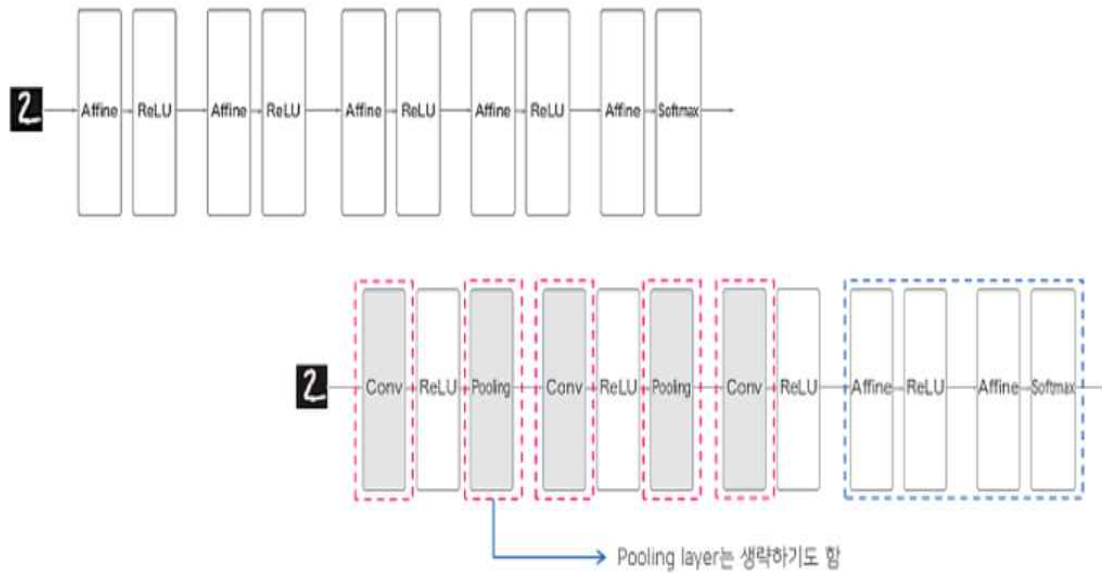 2 Affine ReLU Affine ReLU Affine ReLU Affine ReLU Affine Softmax
2 Conv ReLU Pooling Conv ReLU Pooling Conv ReLU Affine ReLU Affine Softmax
Pooling layer는 생략하기도 함